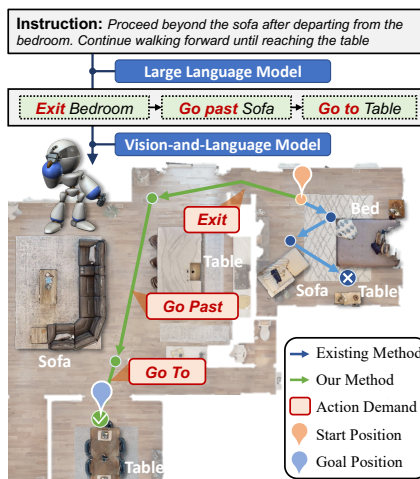 Instruction: Proceed beyond the sofa after departing from the
bedroom. Continue walking forward until reaching the table
Large Language Model
Exit Bedroom Go past Sofa Go to Table
Vision-and-Language Model
Bed
Exit
Table
Sofa
Table
Go Past
Sofa
Go To
Table
Existing Method
Our Method
Action Demand
Start Position
Goal Position